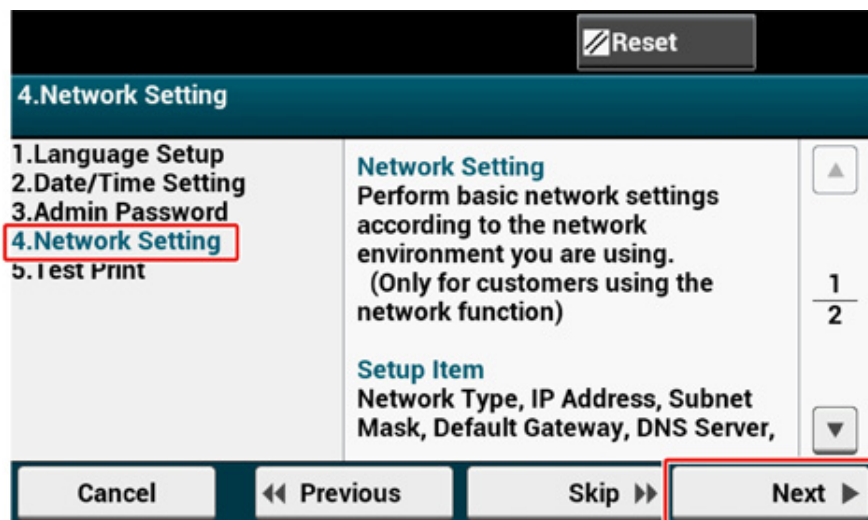 Reset
4.Network Setting
1.Language Setup
2.Date/Time Setting
3.Admin Password
4.Network Setting
5.Test Print
Network Setting
Perform basic network settings
according to the network
environment you are using.
(Only for customers using the
network function)
Setup Item
Network Type, IP Address, Subnet
Mask, Default Gateway, DNS Server,
1
2
Cancel
Previous
Skip
Next